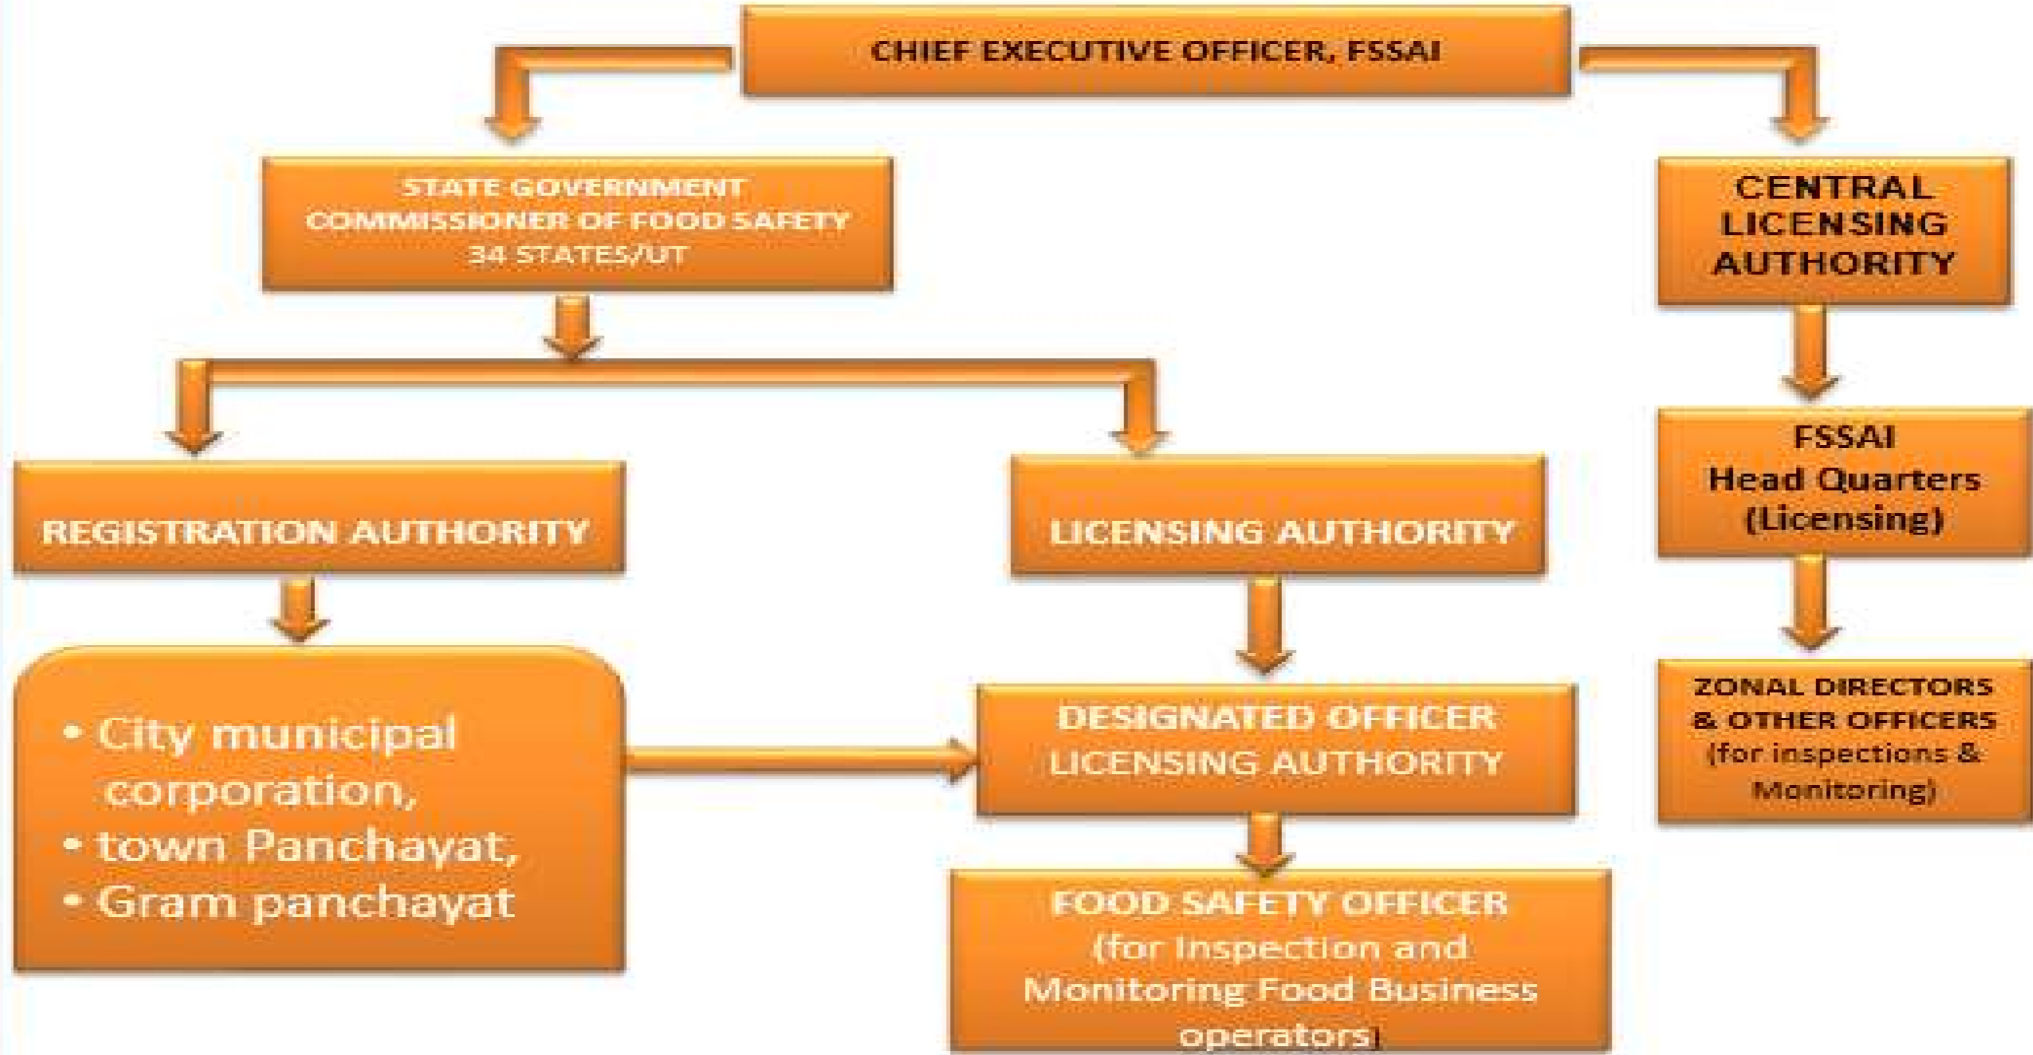 CHIEF EXECUTIVE OFFICER, FSSAI
STATE GOVERNMENT
COMMISSIONER OF FOOD SAFETY
34 STATES/UT
CENTRAL
LICENSING
AUTHORITY
REGISTRATION AUTHORITY
LICENSING AUTHORITY
FSSAI
Head Quarters
(Licensing)
• City municipal
corporation,
• town Panchayat,
• Gram panchayat
DESIGNATED OFFICER
LICENSING AUTHORITY
ZONAL DIRECTORS
& OTHER OFFICERS
(for inspections &
Monitoring)
FOOD SAFETY OFFICER
(for Inspection and
Monitoring Food Business
operators)